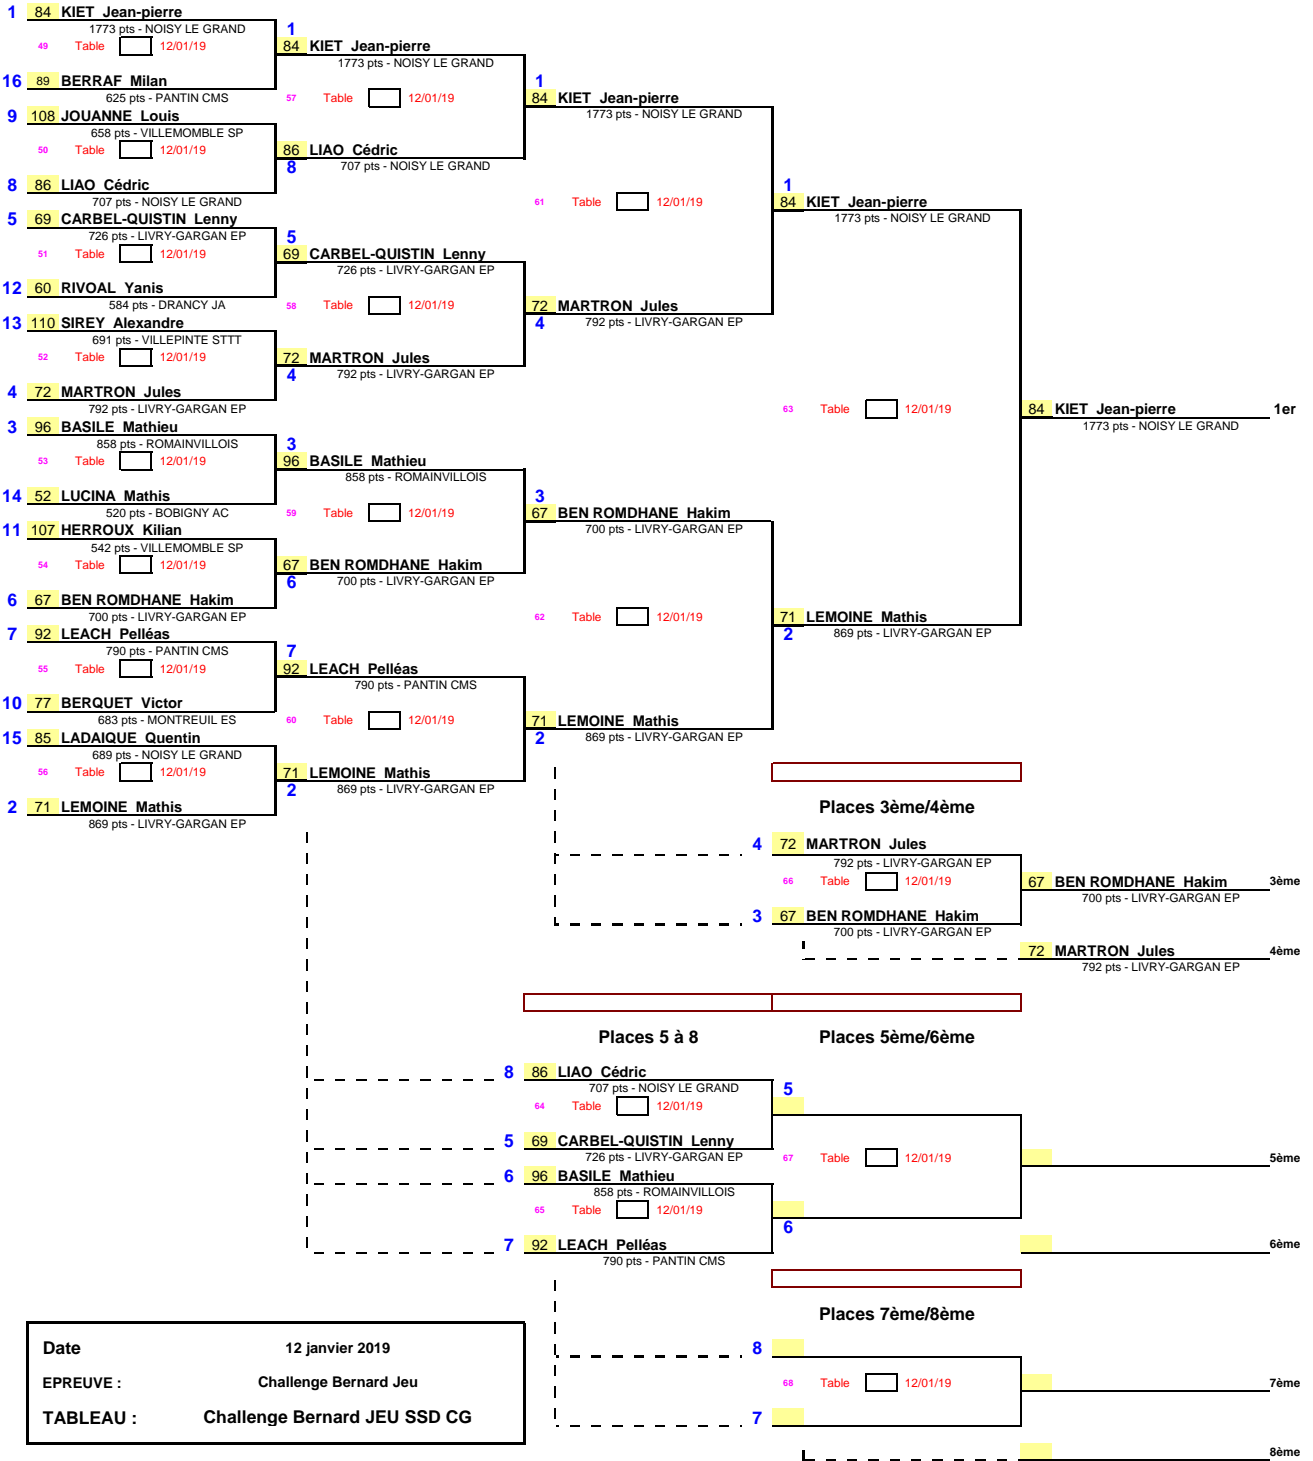 1 84 KIET Jean-pierre
1773 pts - NOISY LE GRAND
49 Table 12/01/19
16 89 BERRAF Milan
625 pts - PANTIN CMS
9 108 JOUANNE Louis
658 pts - VILLEMOMBLE SP
50 Table 12/01/19
8 86 LIAO Cédric
707 pts - NOISY LE GRAND
5 69 CARBEL-QUISTIN Lenny
726 pts - LIVRY-GARGAN EP
51 Table 12/01/19
12 60 RIVOAL Yanis
584 pts - DRANCY JA
13 110 SIREY Alexandre
691 pts - VILLEPINTE STTT
52 Table 12/01/19
4 72 MARTRON Jules
792 pts - LIVRY-GARGAN EP
3 96 BASILE Mathieu
858 pts - ROMAINVILLOIS
53 Table 12/01/19
14 52 LUCINA Mathis
520 pts - BOBIGNY AC
11 107 HERROUX Kilian
542 pts - VILLEMOMBLE SP
54 Table 12/01/19
6 67 BEN ROMDHANE Hakim
700 pts - LIVRY-GARGAN EP
7 92 LEACH Pelléas
790 pts - PANTIN CMS
55 Table 12/01/19
10 77 BERQUET Victor
683 pts - MONTREUIL ES
15 85 LADAIQUE Quentin
689 pts - NOISY LE GRAND
56 Table 12/01/19
2 71 LEMOINE Mathis
869 pts - LIVRY-GARGAN EP
1
84 KIET Jean-pierre
1773 pts - NOISY LE GRAND
57 Table 12/01/19
86 LIAO Cédric
8 707 pts - NOISY LE GRAND
5
69 CARBEL-QUISTIN Lenny
726 pts - LIVRY-GARGAN EP
58 Table 12/01/19
72 MARTRON Jules
4 792 pts - LIVRY-GARGAN EP
3
96 BASILE Mathieu
858 pts - ROMAINVILLOIS
59 Table 12/01/19
67 BEN ROMDHANE Hakim
6 700 pts - LIVRY-GARGAN EP
7
92 LEACH Pelléas
790 pts - PANTIN CMS
60 Table 12/01/19
71 LEMOINE Mathis
2 869 pts - LIVRY-GARGAN EP
1
84 KIET Jean-pierre
1773 pts - NOISY LE GRAND
61 Table 12/01/19
72 MARTRON Jules
4 792 pts - LIVRY-GARGAN EP
3
67 BEN ROMDHANE Hakim
700 pts - LIVRY-GARGAN EP
62 Table 12/01/19
71 LEMOINE Mathis
2 869 pts - LIVRY-GARGAN EP
1
84 KIET Jean-pierre
1773 pts - NOISY LE GRAND
63 Table 12/01/19
71 LEMOINE Mathis
2 869 pts - LIVRY-GARGAN EP
84 KIET Jean-pierre 1er
1773 pts - NOISY LE GRAND
Places 3ème/4ème
4 72 MARTRON Jules
792 pts - LIVRY-GARGAN EP
66 Table 12/01/19
3 67 BEN ROMDHANE Hakim
700 pts - LIVRY-GARGAN EP
67 BEN ROMDHANE Hakim 3ème
700 pts - LIVRY-GARGAN EP
72 MARTRON Jules 4ème
792 pts - LIVRY-GARGAN EP
Places 5 à 8
8 86 LIAO Cédric
707 pts - NOISY LE GRAND
64 Table 12/01/19
5 69 CARBEL-QUISTIN Lenny
726 pts - LIVRY-GARGAN EP
6 96 BASILE Mathieu
858 pts - ROMAINVILLOIS
65 Table 12/01/19
7 92 LEACH Pelléas
790 pts - PANTIN CMS
Places 5ème/6ème
5
67 Table 12/01/19
6
5ème
6ème
Places 7ème/8ème
8
68 Table 12/01/19
7
7ème
8ème
Date 12 janvier 2019
EPREUVE : Challenge Bernard Jeu
TABLEAU : Challenge Bernard JEU SSD CG